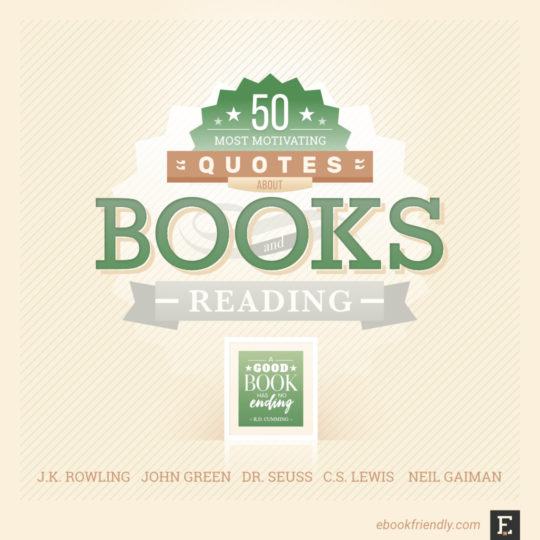 50
MOST MOTIVATING
QUOTES
ABOUT
BOOKS
and
READING
A
GOOD
BOOK
HAS NO
ending
- R.D. CUMMING -
J.K. ROWLING JOHN GREEN DR. SEUSS C.S. LEWIS NEIL GAIMAN
ebookfriendly.com E